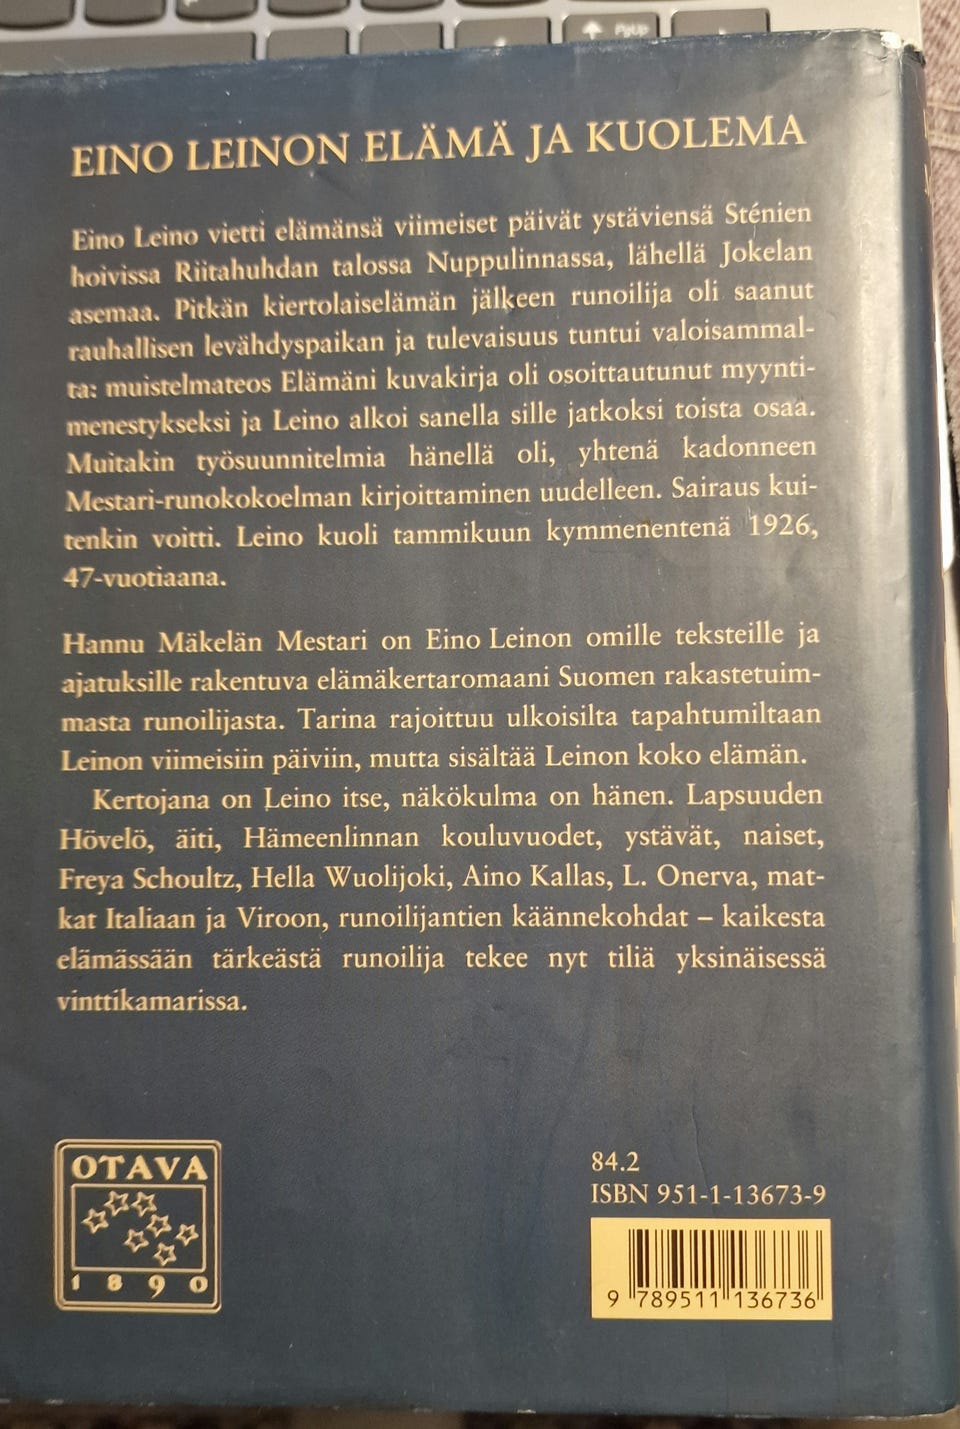 PgUp
EINO LEINON ELÄMÄ JA KUOLEMA
Eino Leino vietti elämänsä viimeiset päivät ystäviensä Sténien
hoivissa Riitahuhdan talossa Nuppulinnassa, lähellä Jokelan
asemaa. Pitkän kiertolaiselämän jälkeen runoilija oli saanut
rauhallisen levähdyspaikan ja tulevaisuus tuntui valoisammal-
ta: muistelmateos Elämäni kuvakirja oli osoittautunut myynti-
menestykseksi ja Leino alkoi sanella sille jatkoksi toista osaa.
Muitakin työsuunnitelmia hänellä oli, yhtenä kadonneen
Mestari-runokokoelman kirjoittaminen uudelleen. Sairaus kui-
tenkin voitti. Leino kuoli tammikuun kymmenentenä 1926,
47-vuotiaana.
Hannu Mäkelän Mestari on Eino Leinon omille teksteille ja
ajatuksille rakentuva elämäkertaromaani Suomen rakastetuim-
masta runoilijasta. Tarina rajoittuu ulkoisilta tapahtumiltaan
Leinon viimeisiin päiviin, mutta sisältää Leinon koko elämän.
Kertojana on Leino itse, näkökulma on hänen. Lapsuuden
Hövelö, äiti, Hämeenlinnan kouluvuodet, ystävät, naiset,
Freya Schoultz, Hella Wuolijoki, Aino Kallas, L. Onerva, mat-
kat Italiaan ja Viroon, runoilijantien käännekohdat – kaikesta
elämässään tärkeästä runoilija tekee nyt tiliä yksinäisessä
vinttikamarissa.
OTAVA
1890
84.2
ISBN 951-1-13673-9
9 789511 136736